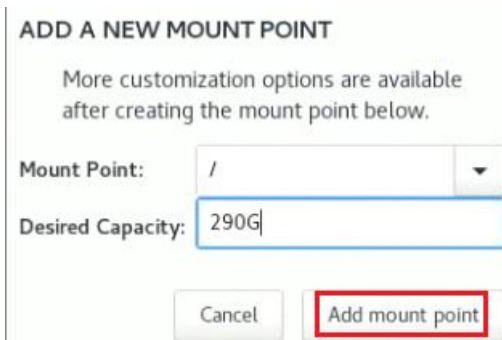 ADD A NEW MOUNT POINT
More customization options are available
after creating the mount point below.
Mount Point: /
Desired Capacity: 290G
Cancel Add mount point